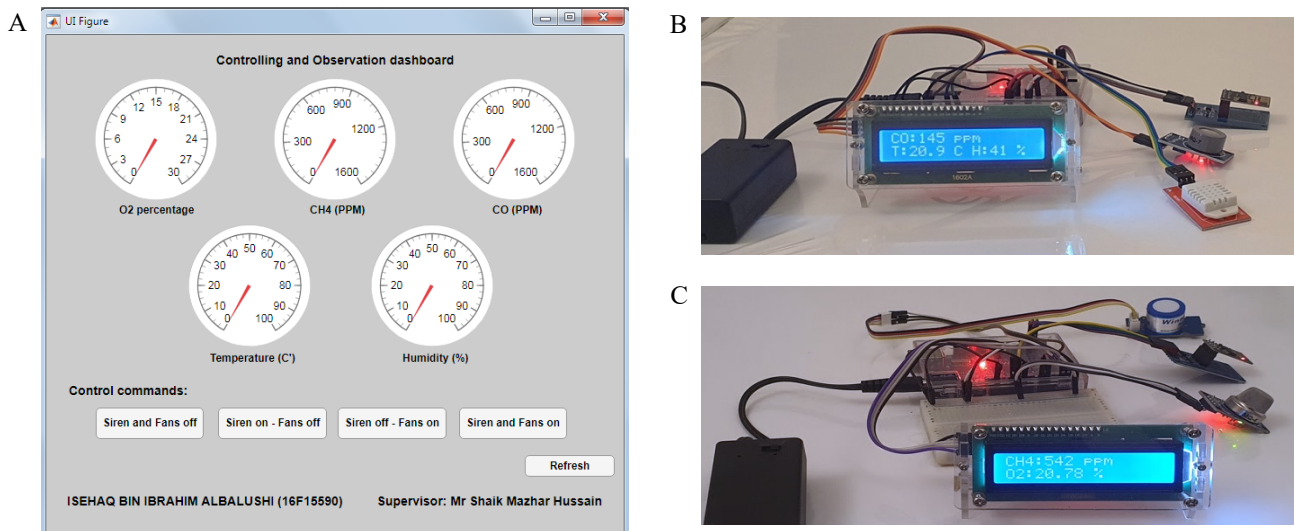 A
UI Figure
Controlling and Observation dashboard
0 3 6 9 12 15 18 21 24 27 30
O2 percentage
0 300 600 900 1200 1600
CH4 (PPM)
0 300 600 900 1200 1600
CO (PPM)
0 10 20 30 40 50 60 70 80 90 100
Temperature (C')
0 10 20 30 40 50 60 70 80 90 100
Humidity (%)
Control commands:
Siren and Fans off
Siren on - Fans off
Siren off - Fans on
Siren and Fans on
Refresh
ISEHAQ BIN IBRAHIM ALBALUSHI (16F15590)
Supervisor: Mr Shaik Mazhar Hussain
B
CO:145 ppm
T:20.9 C H:41 %
1602A
C
CH4:542 ppm
O2:20.78 %